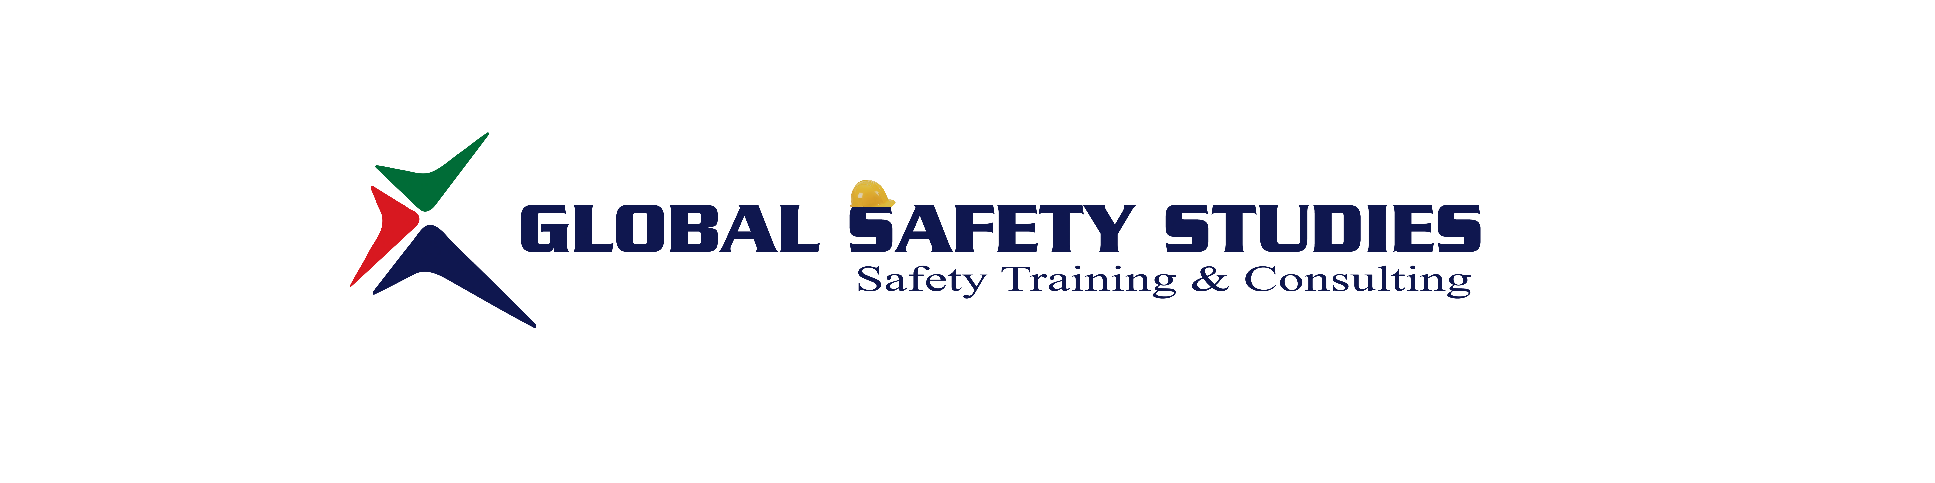 GLOBAL SAFETY STUDIES
Safety Training & Consulting